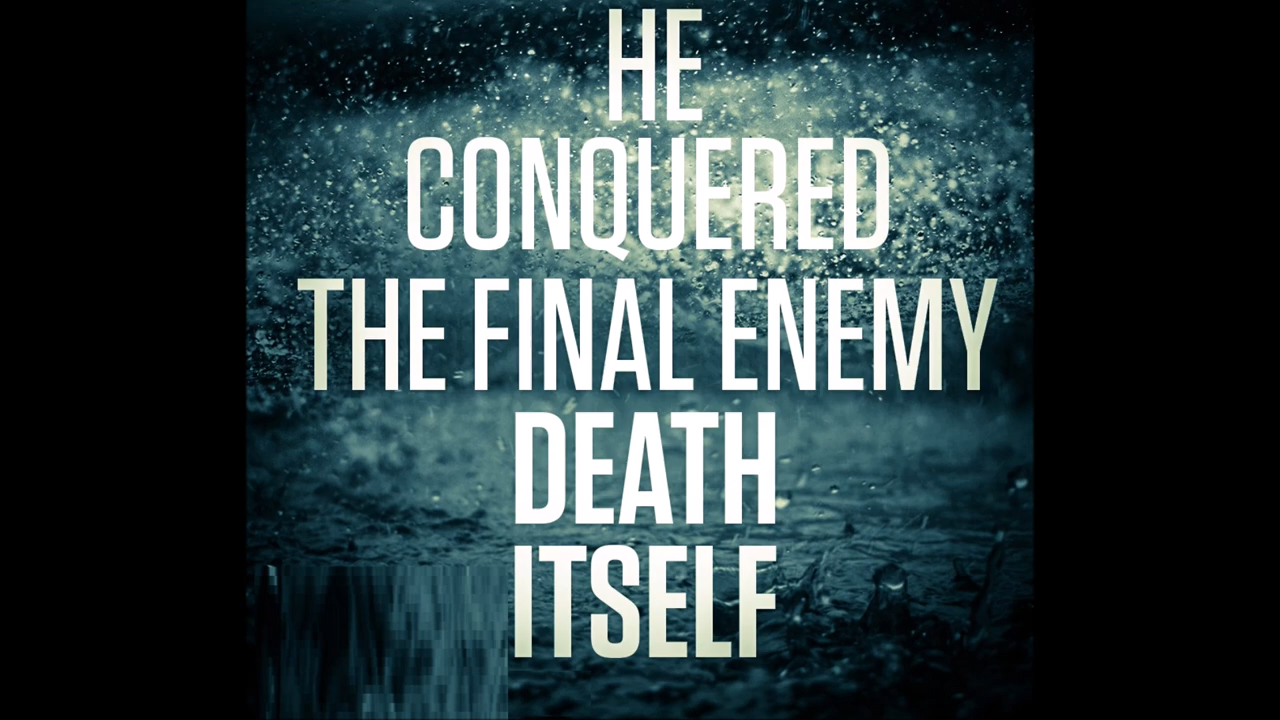 HE
CONQUERED
THE FINAL ENEMY
DEATH
ITSELF